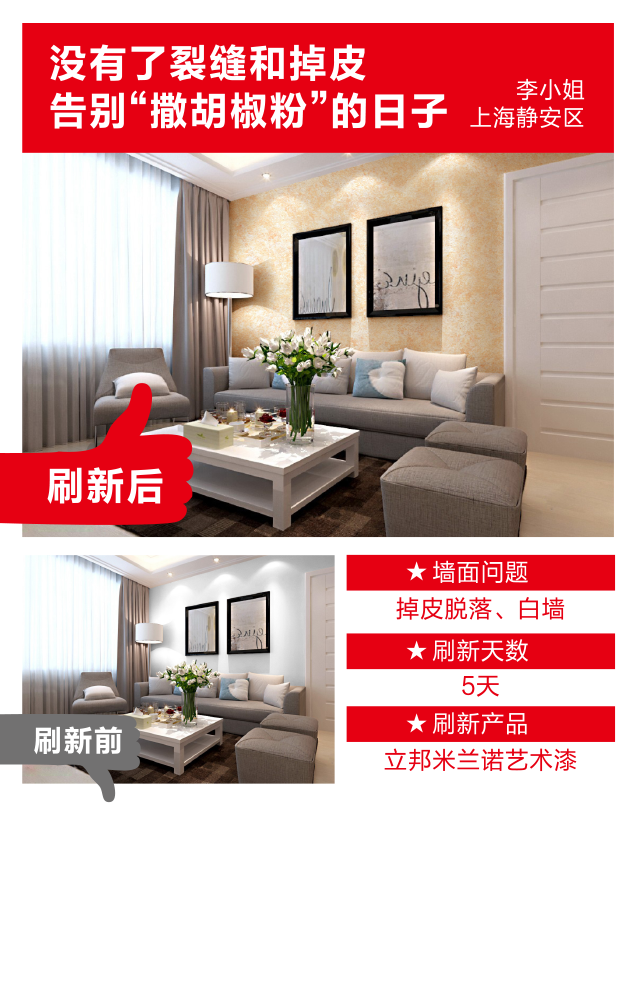 没有了裂缝和掉皮
告别“撒胡椒粉”的日子
李小姐
上海静安区
刷新后
★ 墙面问题
掉皮脱落、白墙
★ 刷新天数
5天
★ 刷新产品
立邦米兰诺艺术漆
刷新前